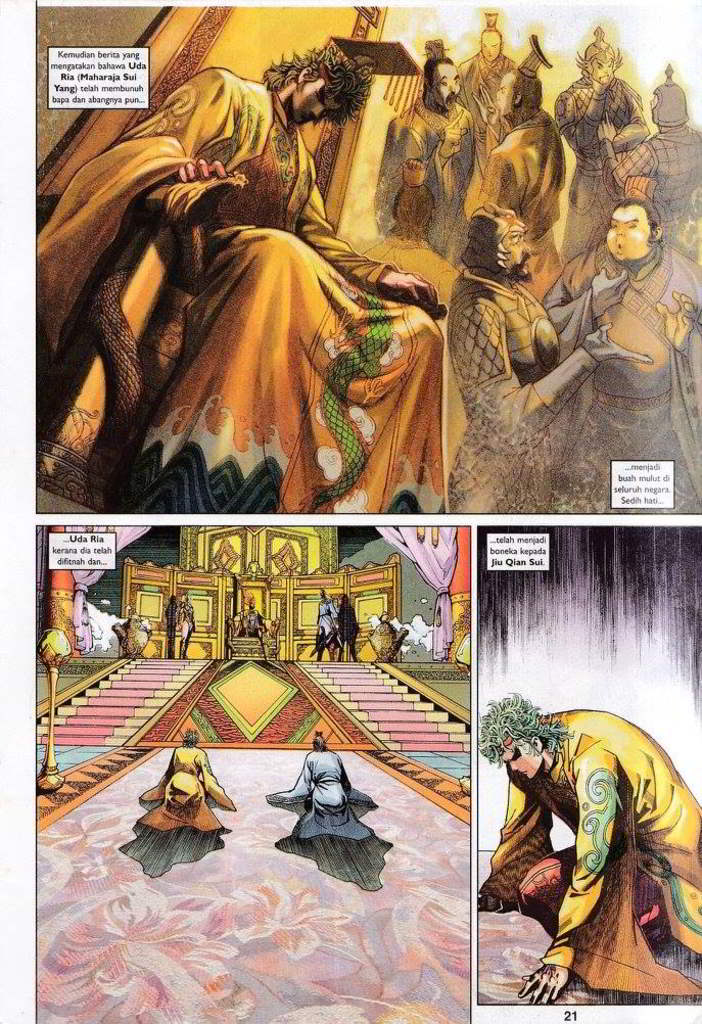 Kemudian berita yang
mengatakan bahawa Uda
Ria (Maharaja Sui
Yang) telah membunuh
bapa dan abangnya pun...
...menjadi
buah mulut di
seluruh negara.
Sedih hati...
...Uda Ria
kerana dia telah
difitnah dan...
...telah menjadi
boneka kepada
Jiu Qian Sui.
21